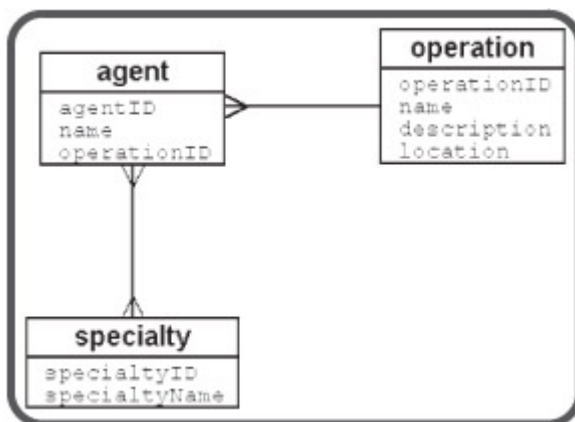 agent
agentID
name
operationID
operation
operationID
name
description
location
specialty
specialtyID
specialtyName